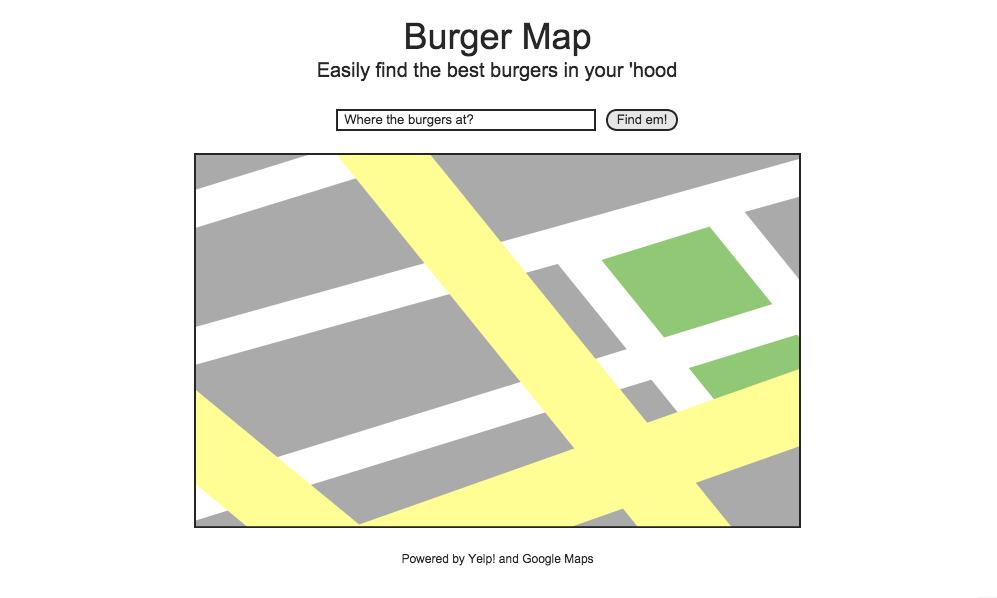 Burger Map
Easily find the best burgers in your 'hood
Where the burgers at?
Find em!
Powered by Yelp! and Google Maps